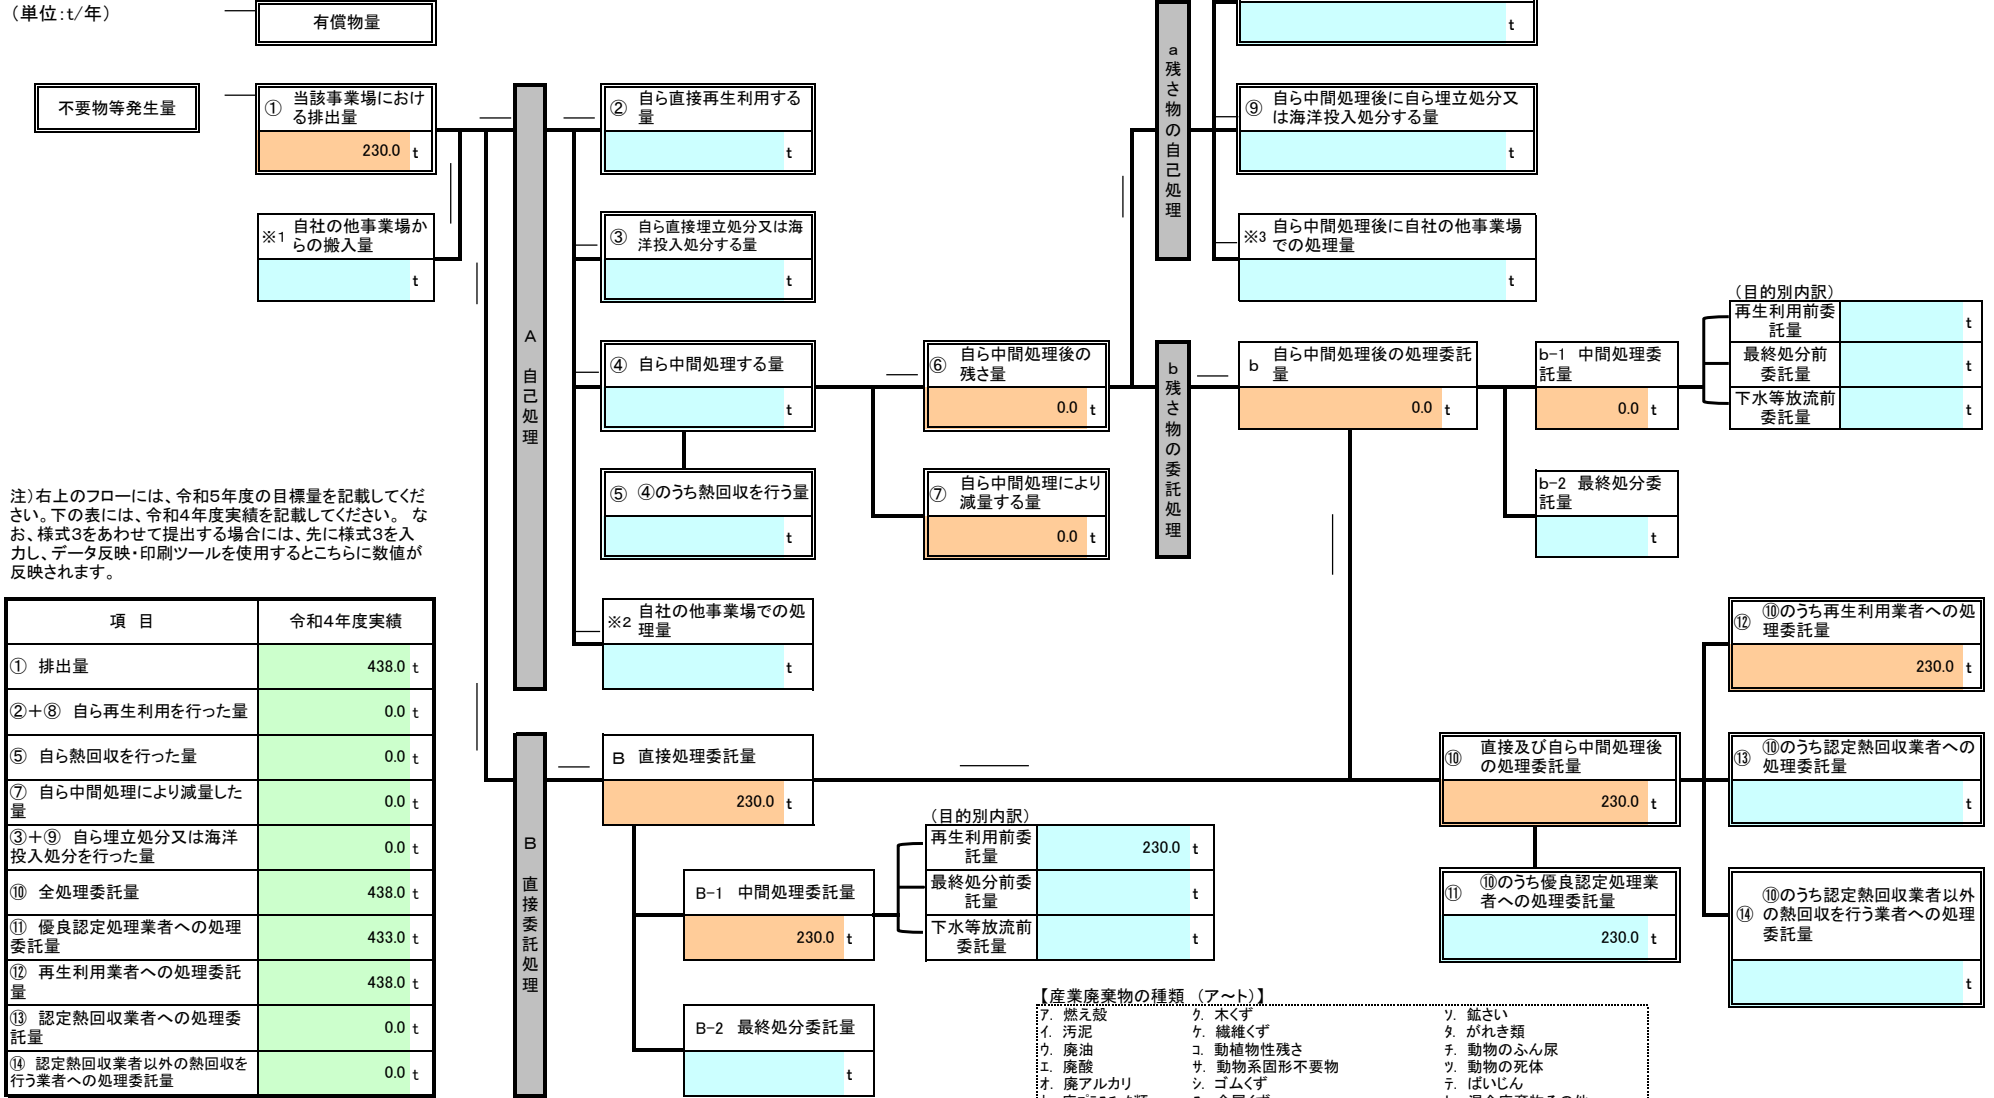 （単位:t/年）
有償物量
不要物等発生量
① 当該事業場におけ
る排出量
230.0 t
※1 自社の他事業場か
らの搬入量
t
A 自己処理
② 自ら直接再生利用する
量
t
③ 自ら直接埋立処分又は海
洋投入処分する量
t
④ 自ら中間処理する量
t
⑤ ④のうち熱回収を行う量
t
※2 自社の他事業場での処
理量
t
⑥ 自ら中間処理後の
残さ量
0.0 t
⑦ 自ら中間処理により
減量する量
0.0 t
a 残さ物の自己処理
t
⑨ 自ら中間処理後に自ら埋立処分又
は海洋投入処分する量
t
※3 自ら中間処理後に自社の他事業場
での処理量
t
b 残さ物の委託処理
b 自ら中間処理後の処理委託
量
0.0 t
b-1 中間処理委
託量
0.0 t
b-2 最終処分委
託量
t
（目的別内訳）
再生利用前委
託量
t
最終処分前
委託量
t
下水等放流前
委託量
t
注）右上のフローには、令和5年度の目標量を記載してくだ
さい。下の表には、令和4年度実績を記載してください。 な
お、様式3をあわせて提出する場合には、先に様式3を入
力し、データ反映・印刷ツールを使用するとこちらに数値が
反映されます。
項 目 令和4年度実績
① 排出量 438.0 t
②+⑧ 自ら再生利用を行った量 0.0 t
⑤ 自ら熱回収を行った量 0.0 t
⑦ 自ら中間処理により減量した
量 0.0 t
③+⑨ 自ら埋立処分又は海洋
投入処分を行った量 0.0 t
⑩ 全処理委託量 438.0 t
⑪ 優良認定処理業者への処理
委託量 433.0 t
⑫ 再生利用業者への処理委託
量 438.0 t
⑬ 認定熱回収業者への処理委
託量 0.0 t
⑭ 認定熱回収業者以外の熱回収を
行う業者への処理委託量 0.0 t
B 直接委託処理
B 直接処理委託量
230.0 t
B-1 中間処理委託量
230.0 t
B-2 最終処分委託量
t
（目的別内訳）
再生利用前委
託量
230.0 t
最終処分前委
託量
t
下水等放流前
委託量
t
⑩ 直接及び自ら中間処理後
の処理委託量
230.0 t
⑪ ⑩のうち優良認定処理業
者への処理委託量
230.0 t
⑫ ⑩のうち再生利用業者への処
理委託量
230.0 t
⑬ ⑩のうち認定熱回収業者への
処理委託量
t
⑭ ⑩のうち認定熱回収業者以外
の熱回収を行う業者への処理
委託量
t
【産業廃棄物の種類 （ア～ト）】
ア. 燃え殻 ク. 木くず ソ. 鉱さい
イ. 汚泥 ケ. 繊維くず タ. がれき類
ウ. 廃油 コ. 動植物性残さ チ. 動物のふん尿
エ. 廃酸 サ. 動物系固形不要物 ツ. 動物の死体
オ. 廃アルカリ シ. ゴムくず テ. ばいじん